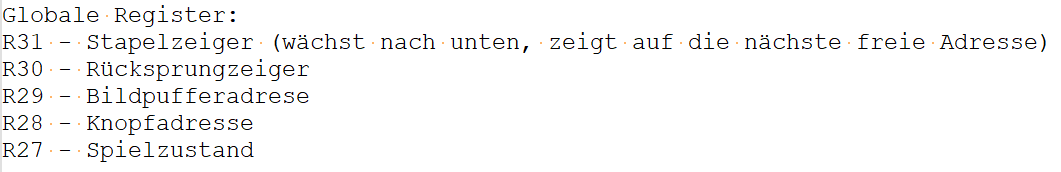 Globale Register:
R31 - Stapelzeiger (wächst nach unten, zeigt auf die nächste freie Adresse)
R30 - Rücksprungzeiger
R29 - Bildpufferadrese
R28 - Knopfadresse
R27 - Spielzustand